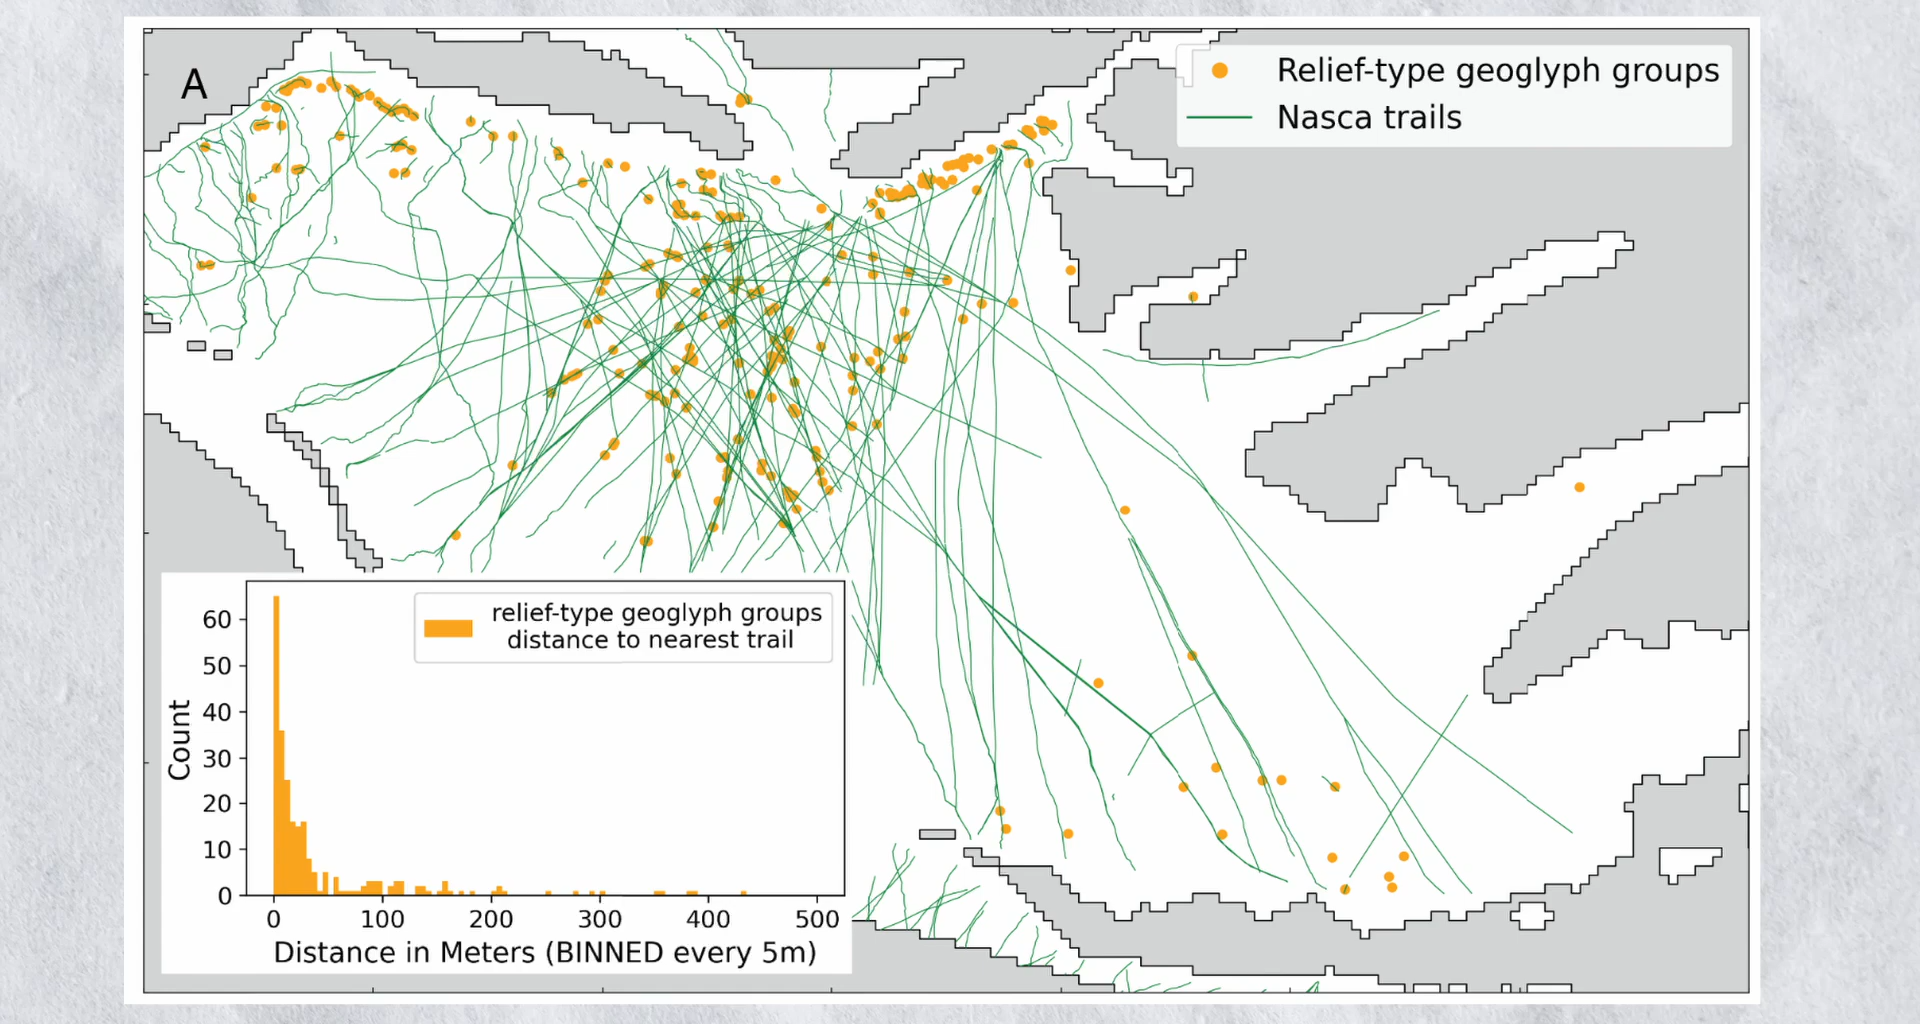 A
Relief-type geoglyph groups
Nasca trails
relief-type geoglyph groups
distance to nearest trail
Count
60
50
40
30
20
10
0
0 100 200 300 400 500
Distance in Meters (BINNED every 5m)